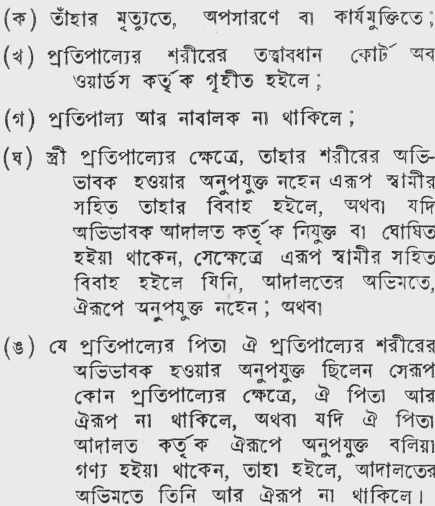 (ক) তাঁহার মৃত্যুতে, অপসারণে বা কার্যমুক্তিতে;
(খ) প্রতিপাল্যের শরীরের তত্ত্বাবধান কোর্ট অব
ওয়ার্ডস কর্তৃক গৃহীত হইলে;
(গ) প্রতিপাল্য আর নাবালক না থাকিলে;
(ঘ) স্ত্রী প্রতিপাল্যের ক্ষেত্রে, তাহার শরীরের অভি-
ভাবক হওয়ার অনুপযুক্ত নহেন এরূপ স্বামীর
সহিত তাহার বিবাহ হইলে, অথবা যদি
অভিভাবক আদালত কর্তৃক নিযুক্ত বা ঘোষিত
হইয়া থাকেন, সেক্ষেত্রে এরূপ স্বামীর সহিত
বিবাহ হইলে যিনি, আদালতের অভিমতে,
ঐরূপে অনুপযুক্ত নহেন; অথবা
(ঙ) যে প্রতিপাল্যের পিতা ঐ প্রতিপাল্যের শরীরের
অভিভাবক হওয়ার অনুপযুক্ত ছিলেন সেরূপ
কোন প্রতিপাল্যের ক্ষেত্রে, ঐ পিতা আর
ঐরূপ না থাকিলে, অথবা যদি ঐ পিতা
আদালত কর্তৃক ঐরূপে অনুপযুক্ত বলিয়া
গণ্য হইয়া থাকেন, তাহা হইলে, আদালতের
অভিমতে তিনি আর ঐরূপ না থাকিলে।